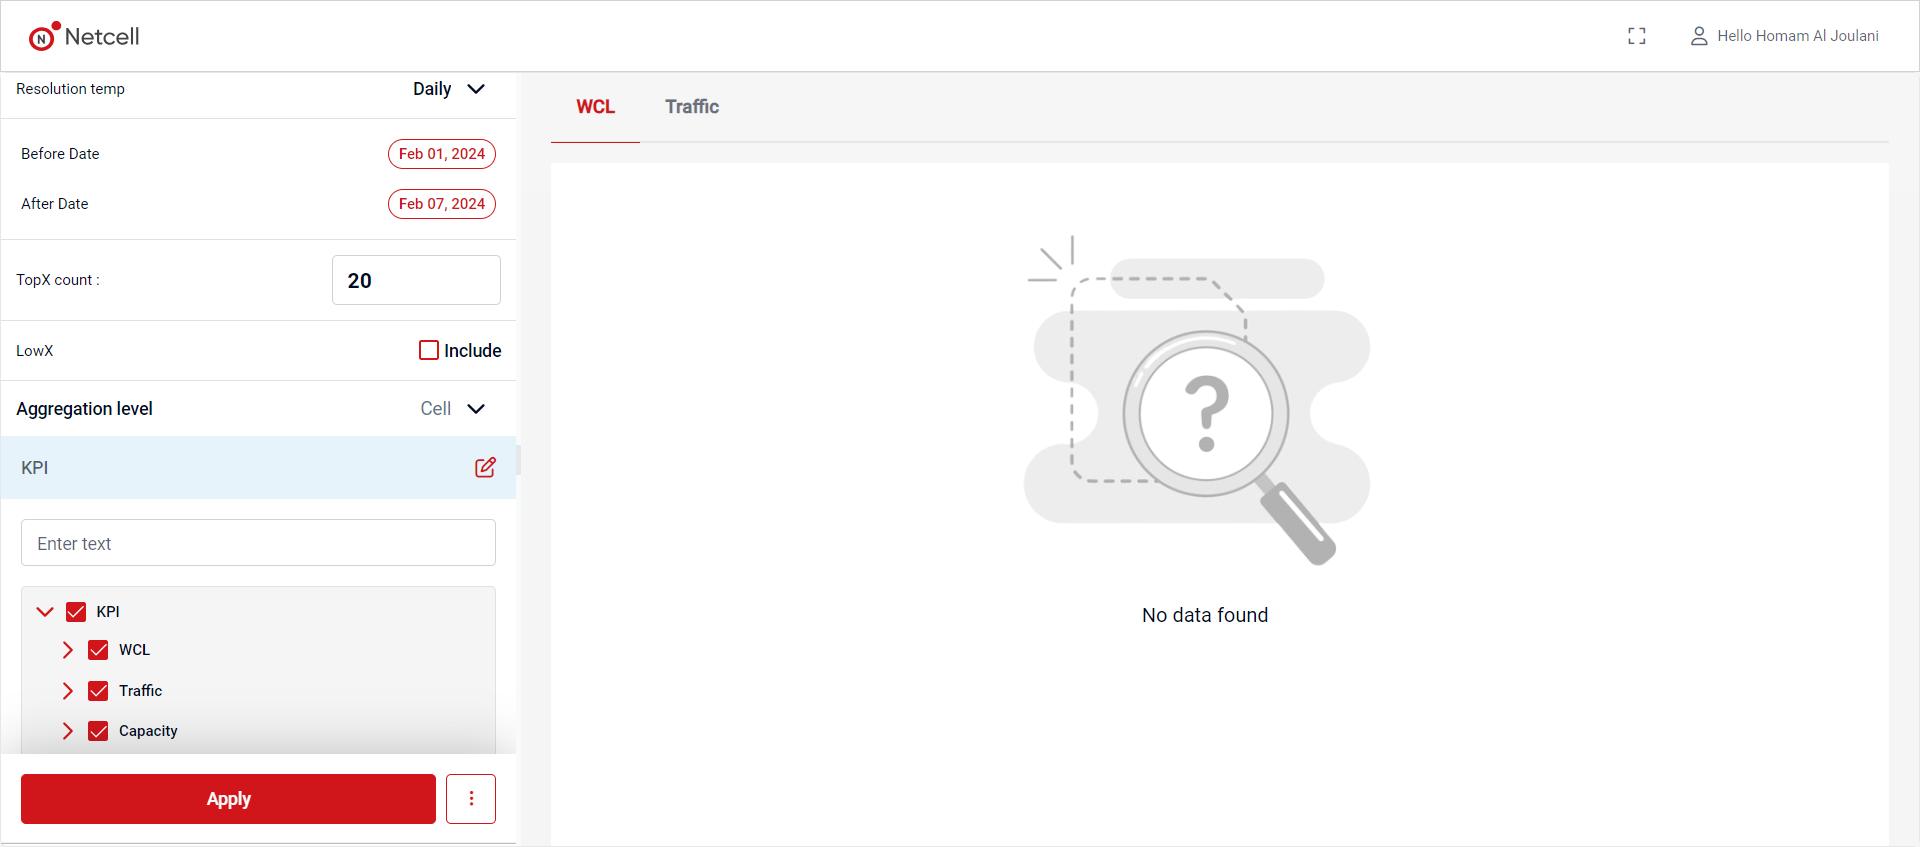 N Netcell
Hello Homam Al Joulani
Resolution temp
Daily
Before Date
Feb 01, 2024
After Date
Feb 07, 2024
TopX count :
20
LowX
Include
Aggregation level
Cell
KPI
Enter text
KPI
WCL
Traffic
Capacity
Apply
WCL
Traffic
?
No data found